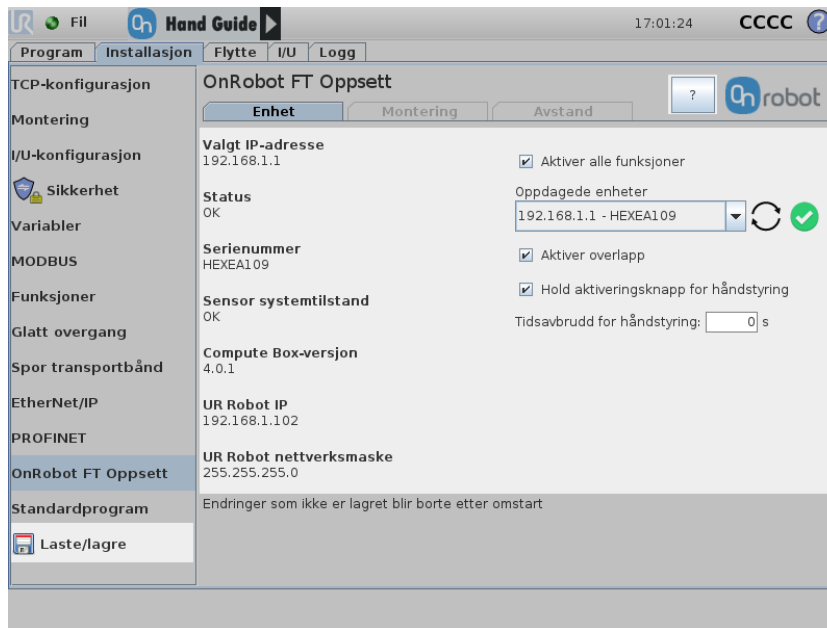 UR Fil On Hand Guide 17:01:24 CCCC ?
Program Installasjon Flytte I/U Logg
TCP-konfigurasjon
Montering
I/U-konfigurasjon
Sikkerhet
Variabler
MODBUS
Funksjoner
Glatt overgang
Spor transportbånd
EtherNet/IP
PROFINET
OnRobot FT Oppsett
Standardprogram
Laste/lagre
OnRobot FT Oppsett
? On robot
Enhet Montering Avstand
Valgt IP-adresse
192.168.1.1
Status
OK
Serienummer
HEXEA109
Sensor systemtilstand
OK
Compute Box-versjon
4.0.1
UR Robot IP
192.168.1.102
UR Robot nettverksmaske
255.255.255.0
Aktiver alle funksjoner
Oppdagede enheter
192.168.1.1 - HEXEA109
Aktiver overlapp
Hold aktiveringsknapp for håndstyring
Tidsavbrudd for håndstyring: 0 s
Endringer som ikke er lagret blir borte etter omstart